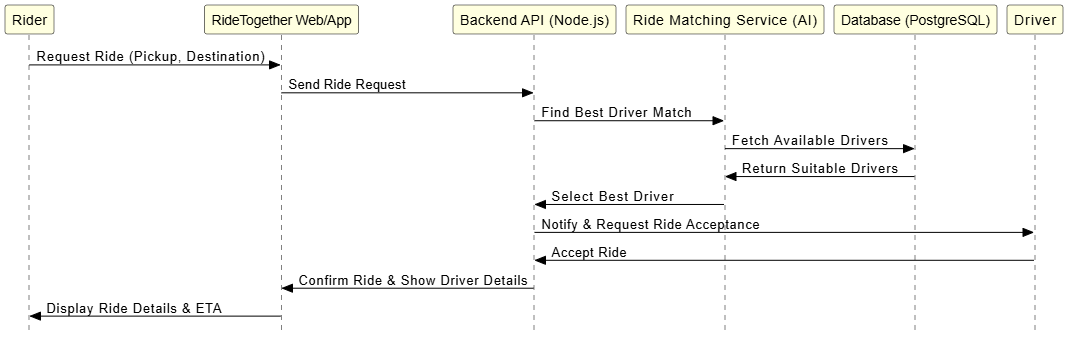 Rider
RideTogether Web/App
Backend API (Node.js)
Ride Matching Service (AI)
Database (PostgreSQL)
Driver
Request Ride (Pickup, Destination)
Send Ride Request
Find Best Driver Match
Fetch Available Drivers
Return Suitable Drivers
Select Best Driver
Notify & Request Ride Acceptance
Accept Ride
Confirm Ride & Show Driver Details
Display Ride Details & ETA